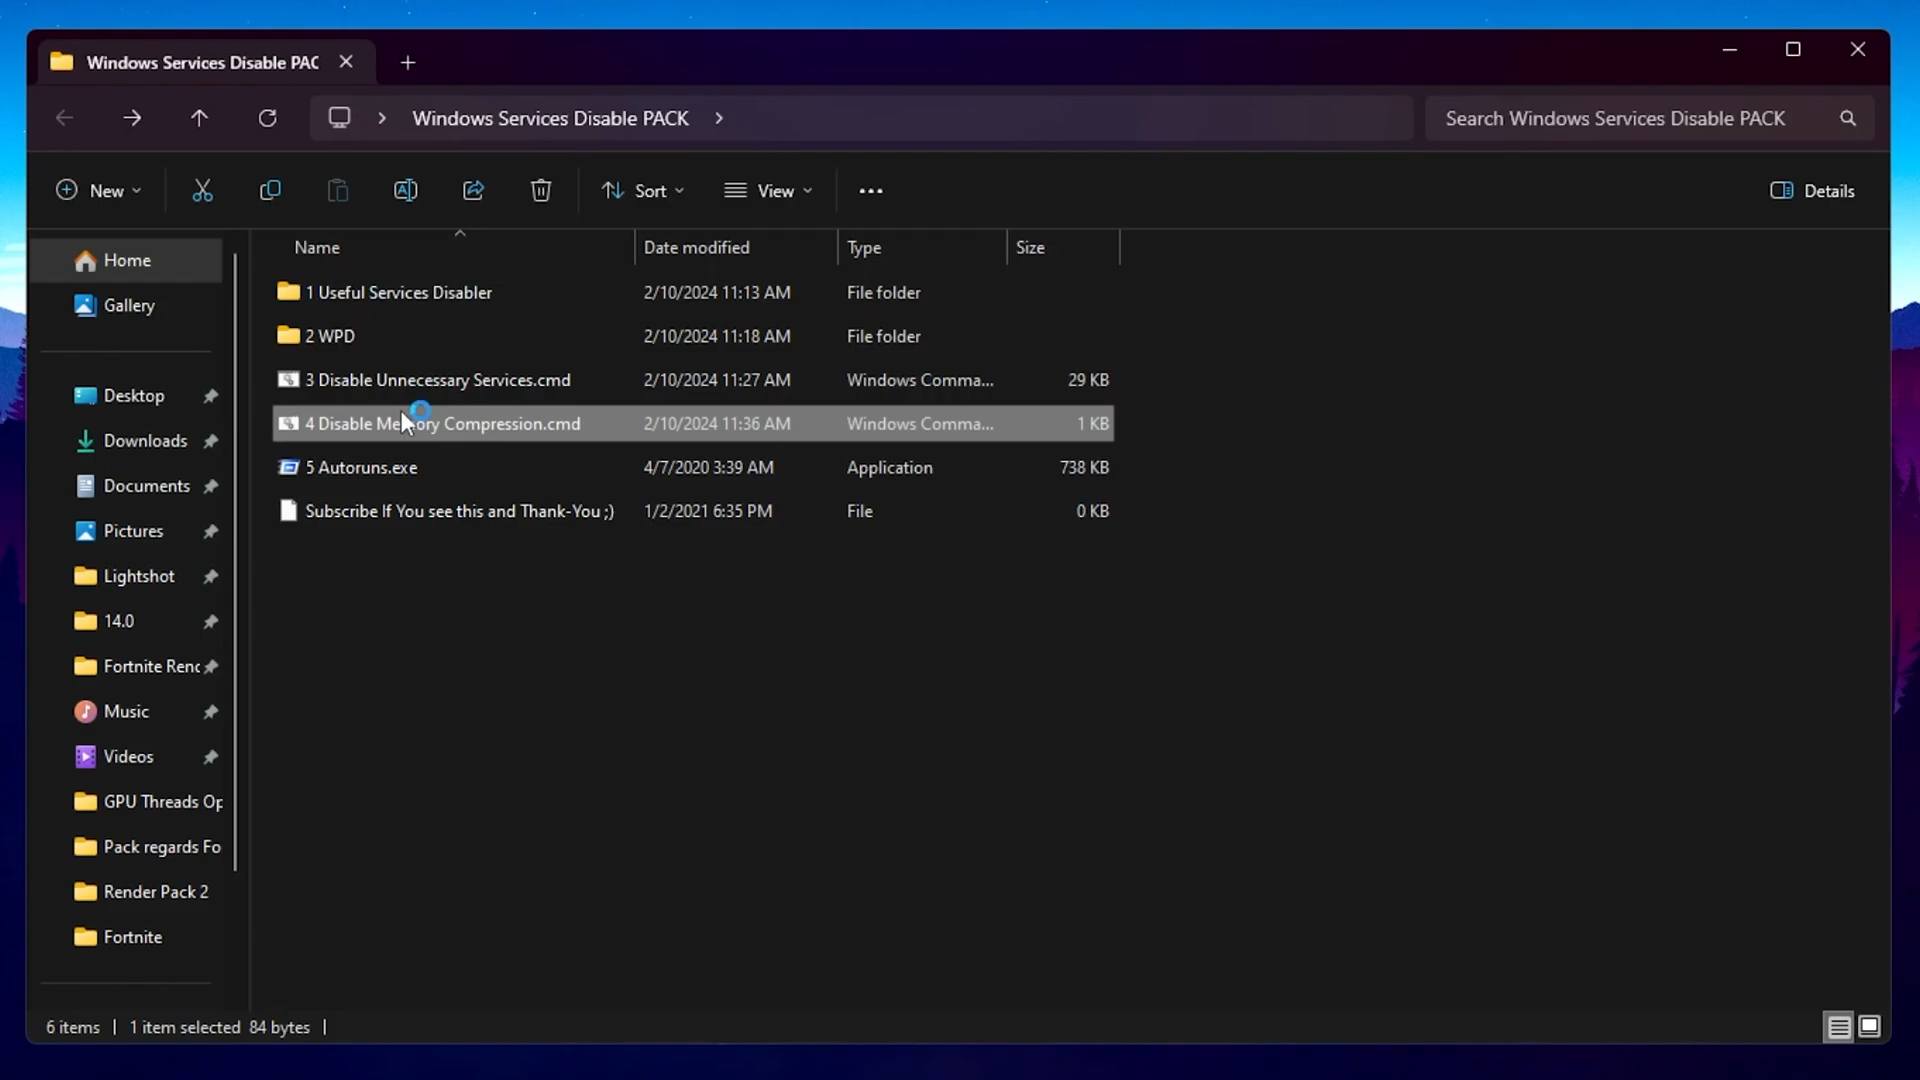 Windows Services Disable PAC
Windows Services Disable PACK
Search Windows Services Disable PACK
New
Sort
View
Details
Home
Gallery
Desktop
Downloads
Documents
Pictures
Lightshot
14.0
Fortnite Renc
Music
Videos
GPU Threads Op
Pack regards Fo
Render Pack 2
Fortnite
Name Date modified Type Size
1 Useful Services Disabler 2/10/2024 11:13 AM File folder
2 WPD 2/10/2024 11:18 AM File folder
3 Disable Unnecessary Services.cmd 2/10/2024 11:27 AM Windows Comma... 29 KB
4 Disable Memory Compression.cmd 2/10/2024 11:36 AM Windows Comma... 1 KB
5 Autoruns.exe 4/7/2020 3:39 AM Application 738 KB
Subscribe If You see this and Thank-You ;) 1/2/2021 6:35 PM File 0 KB
6 items | 1 item selected 84 bytes |